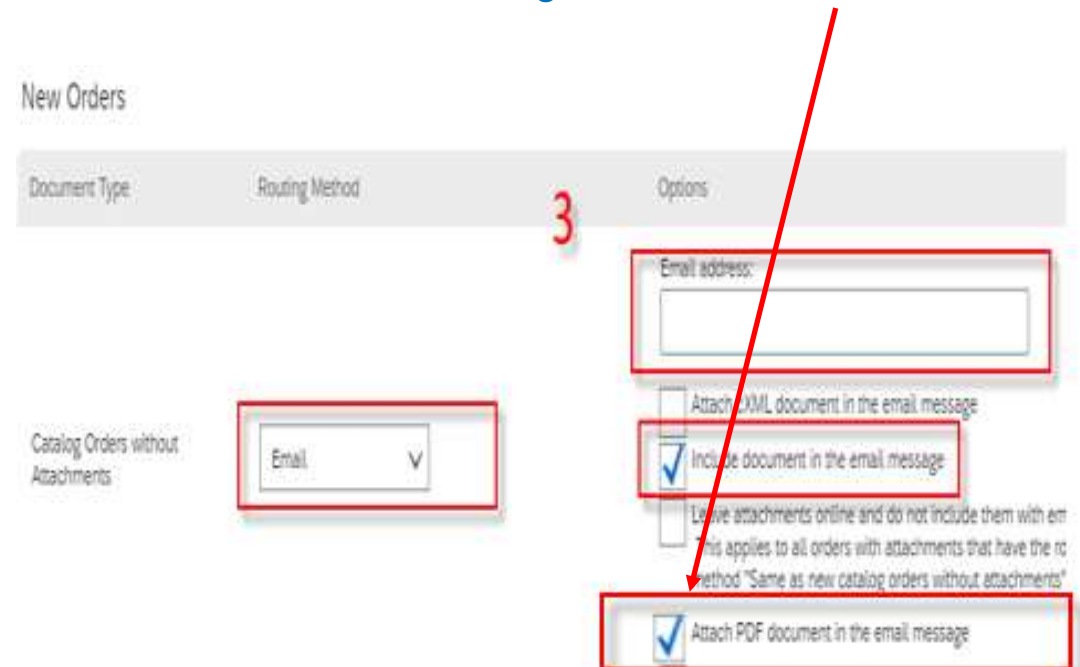 New Orders
Document Type Routing Method Options
3
Email address:
Attach cXML document in the email message
Catalog Orders without
Attachments
Email
Include document in the email message
Leave attachments online and do not include them with em
This applies to all orders with attachments that have the ro
method "Same as new catalog orders without attachments"
Attach PDF document in the email message